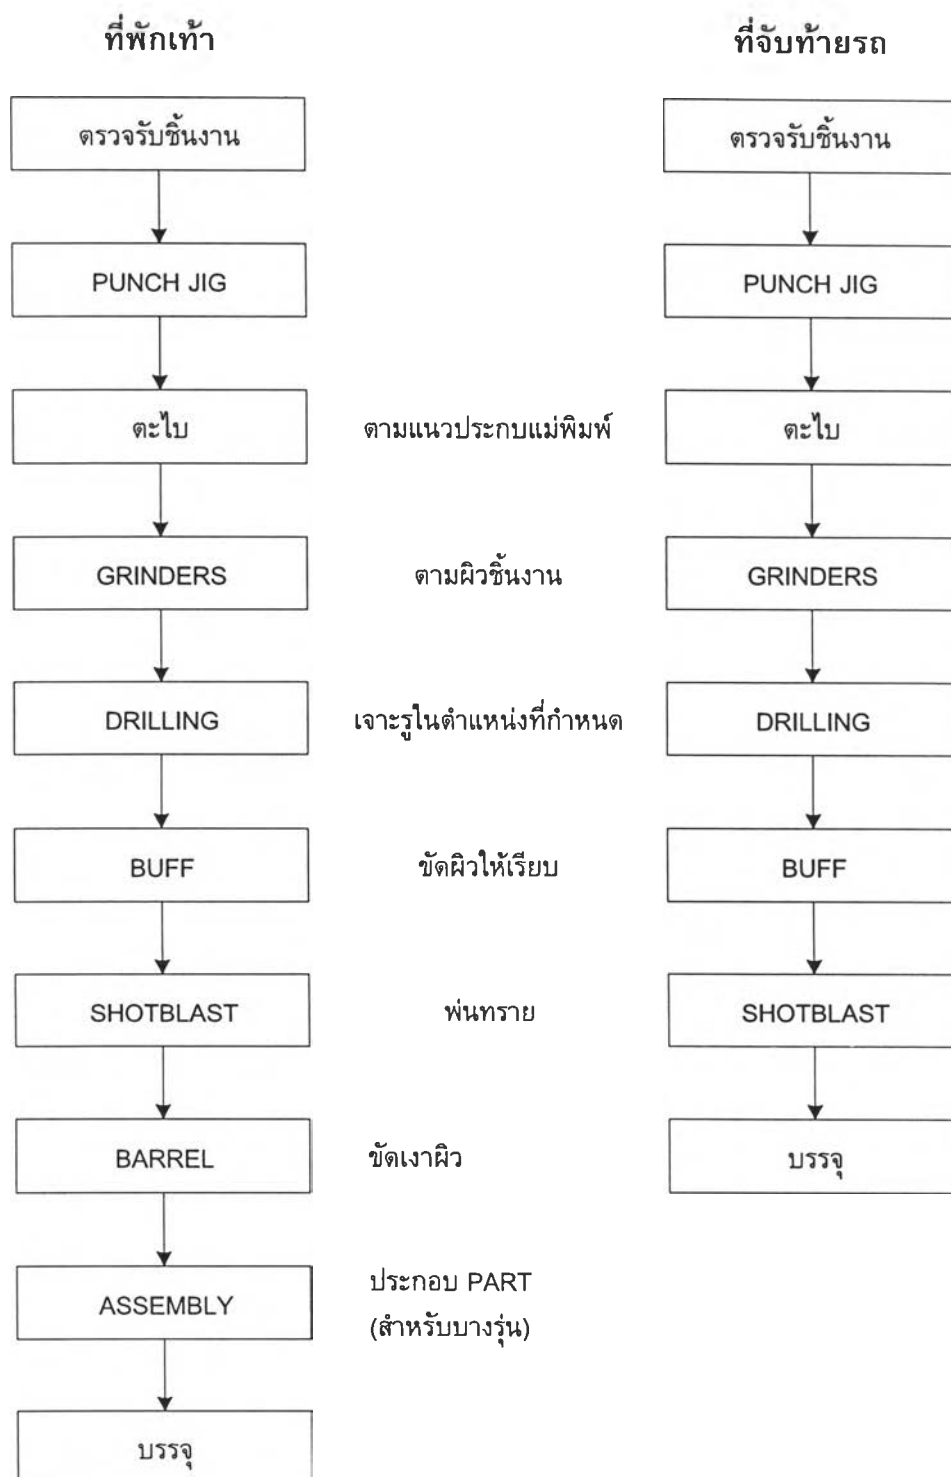 ที่พักเท้า
ที่จับท้ายรถ
ตรวจรับชิ้นงาน
ตรวจรับชิ้นงาน
PUNCH JIG
PUNCH JIG
ตะไบ
ตามแนวประกบแม่พิมพ์
ตะไบ
GRINDERS
ตามผิวชิ้นงาน
GRINDERS
DRILLING
เจาะรูในตำแหน่งที่กำหนด
DRILLING
BUFF
ขัดผิวให้เรียบ
BUFF
SHOTBLAST
พ่นทราย
SHOTBLAST
BARREL
ขัดเงาผิว
บรรจุ
ASSEMBLY
ประกอบ PART
(สำหรับบางรุ่น)
บรรจุ